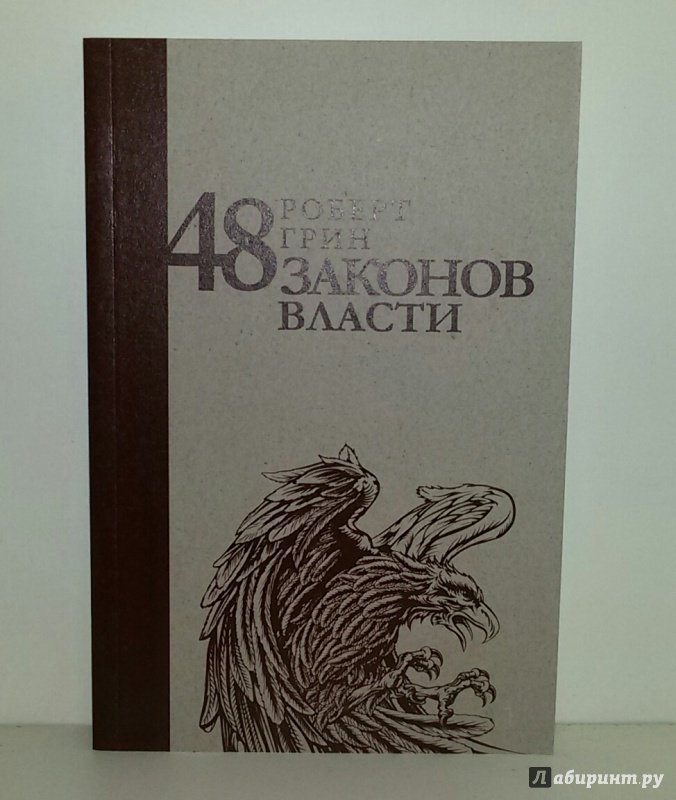 РОБЕРТ
ГРИН
48 ЗАКОНОВ
ВЛАСТИ
Лабиринт.ру